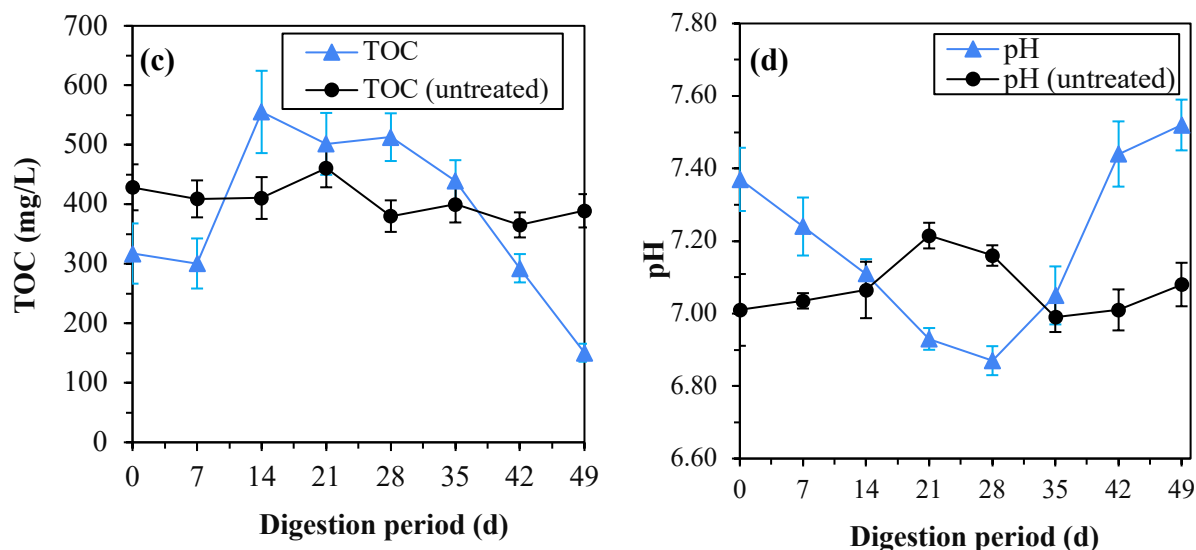 (c)
TOC
TOC (untreated)
TOC (mg/L)
700
600
500
400
300
200
100
0
0 7 14 21 28 35 42 49
Digestion period (d)
(d)
pH
pH (untreated)
pH
7.80
7.60
7.40
7.20
7.00
6.80
6.60
0 7 14 21 28 35 42 49
Digestion period (d)